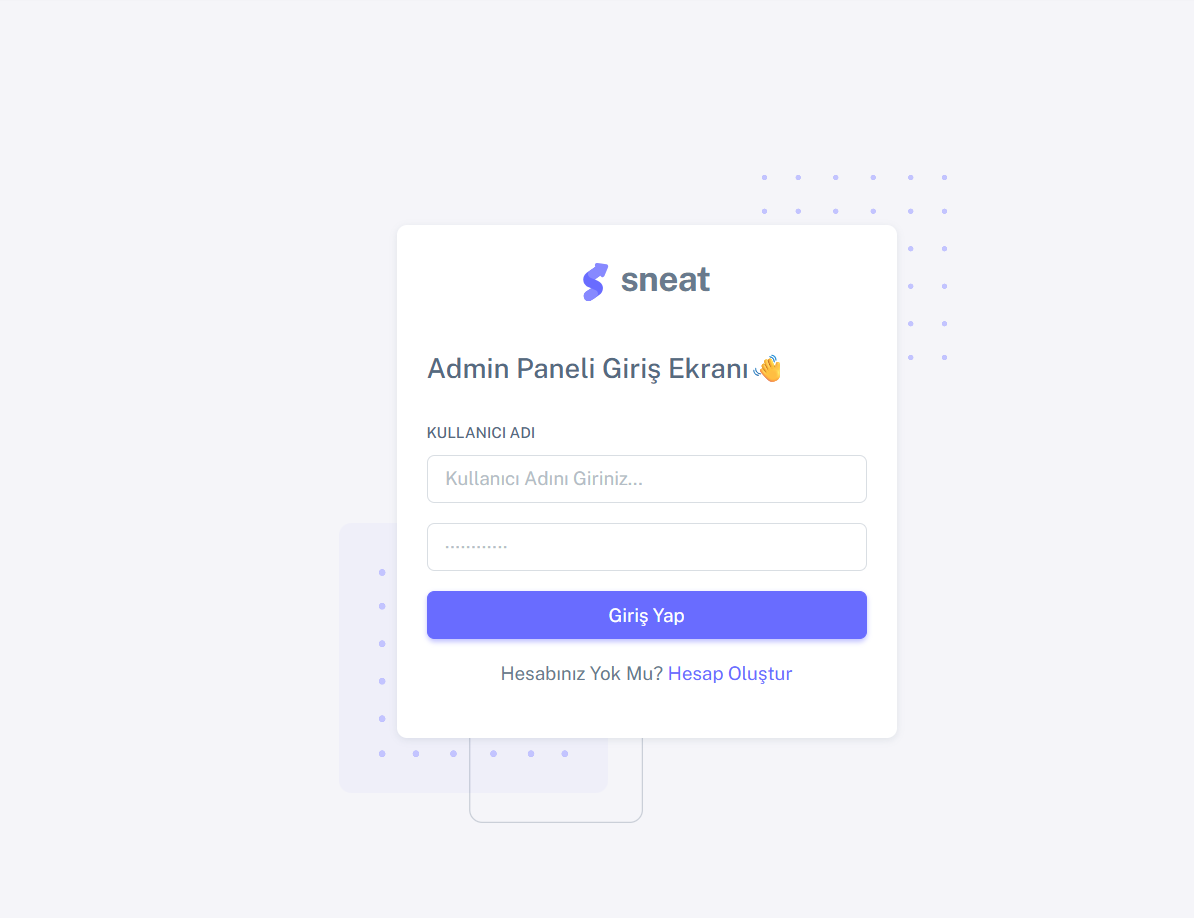 sneat
Admin Paneli Giriş Ekranı👋
KULLANICI ADI
Kullanıcı Adını Giriniz...
············
Giriş Yap
Hesabınız Yok Mu? Hesap Oluştur